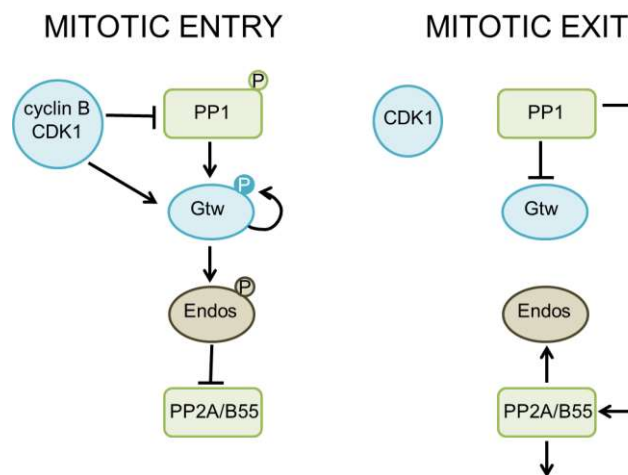 MITOTIC ENTRY
MITOTIC EXIT
P
cyclin B
CDK1
PP1
P
Gtw
P
Endos
PP2A/B55
CDK1
PP1
Gtw
Endos
PP2A/B55